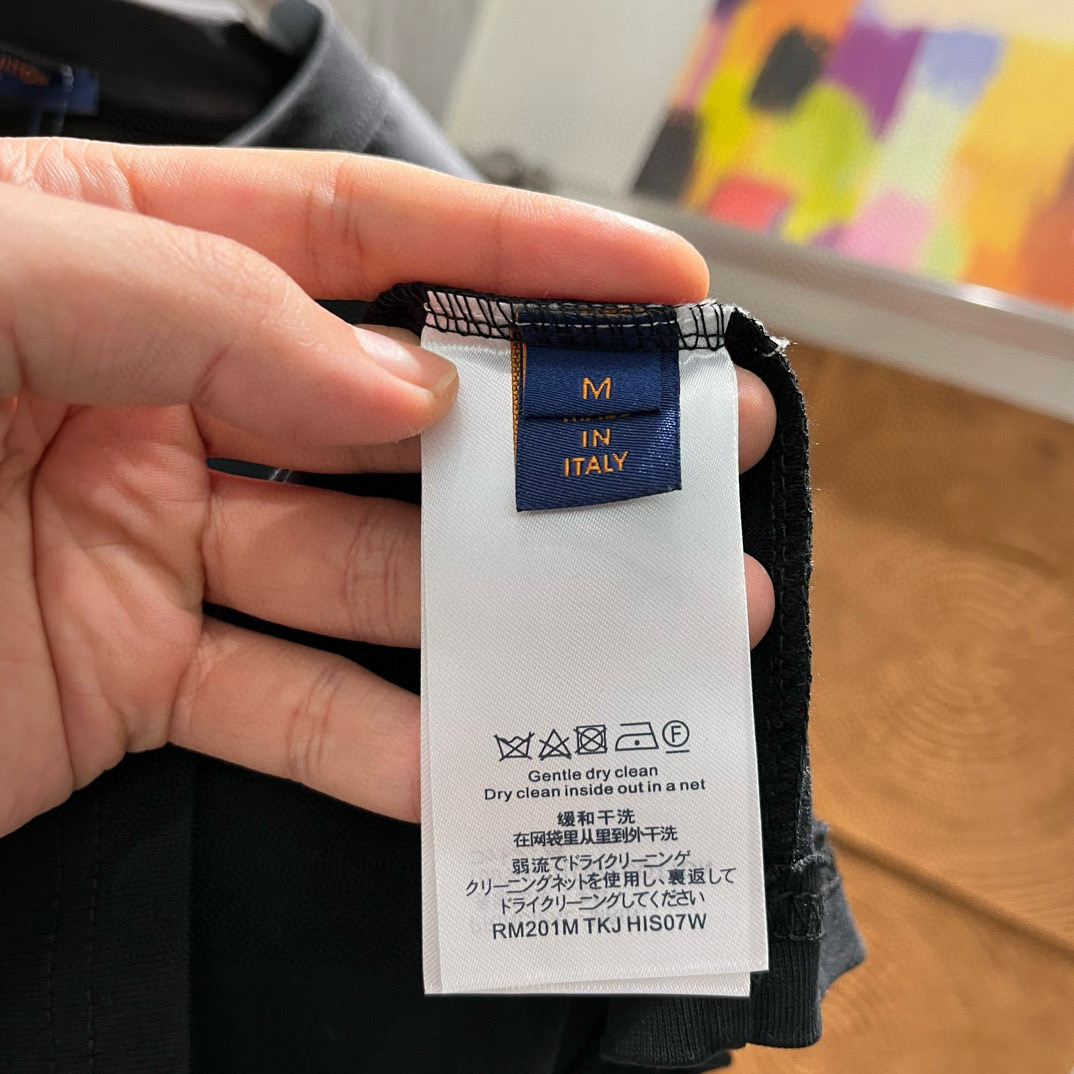 M
IN
ITALY
Gentle dry clean
Dry clean inside out in a net
缓和干洗
在网袋里从里到外干洗
弱流でドライクリーニング
クリーニングネットを使用し、裏返して
ドライクリーニングしてください
RM201M TKJ HIS07W